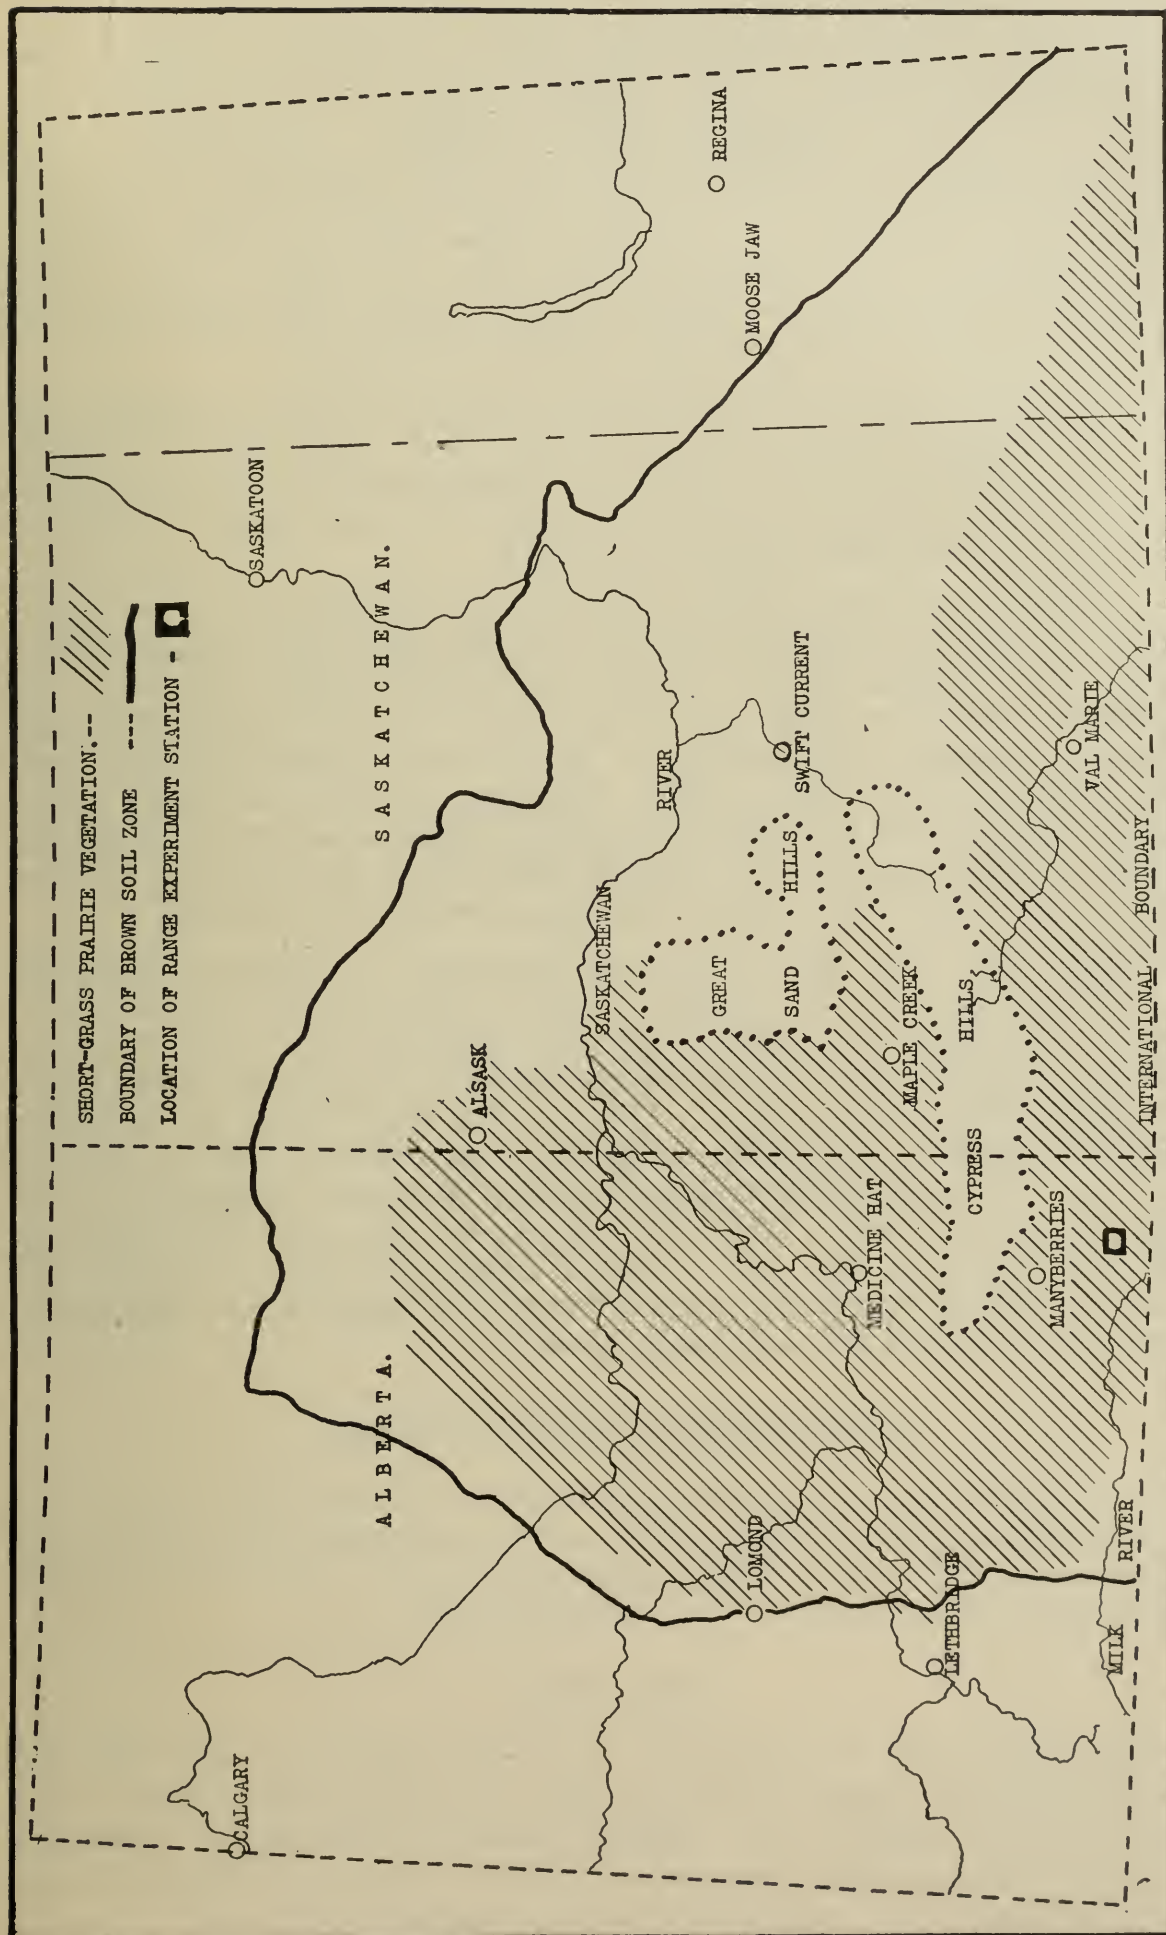 SHORT-GRASS PRAIRIE VEGETATION.--
BOUNDARY OF BROWN SOIL ZONE ---
LOCATION OF RANGE EXPERIMENT STATION -
CALGARY
SASKATOON
ALBERTA.
SASKATCHEWAN.
ALSASK
SASKATCHEWAN
RIVER
REGINA
MOOSE JAW
LOMOND
GREAT
SAND
HILLS
SWIFT CURRENT
MEDICINE HAT
MAPLE CREEK
LETHBRIDGE
CYPRESS
HILLS
MANYBERRIES
VAL MARIE
MILK
RIVER
INTERNATIONAL
BOUNDARY